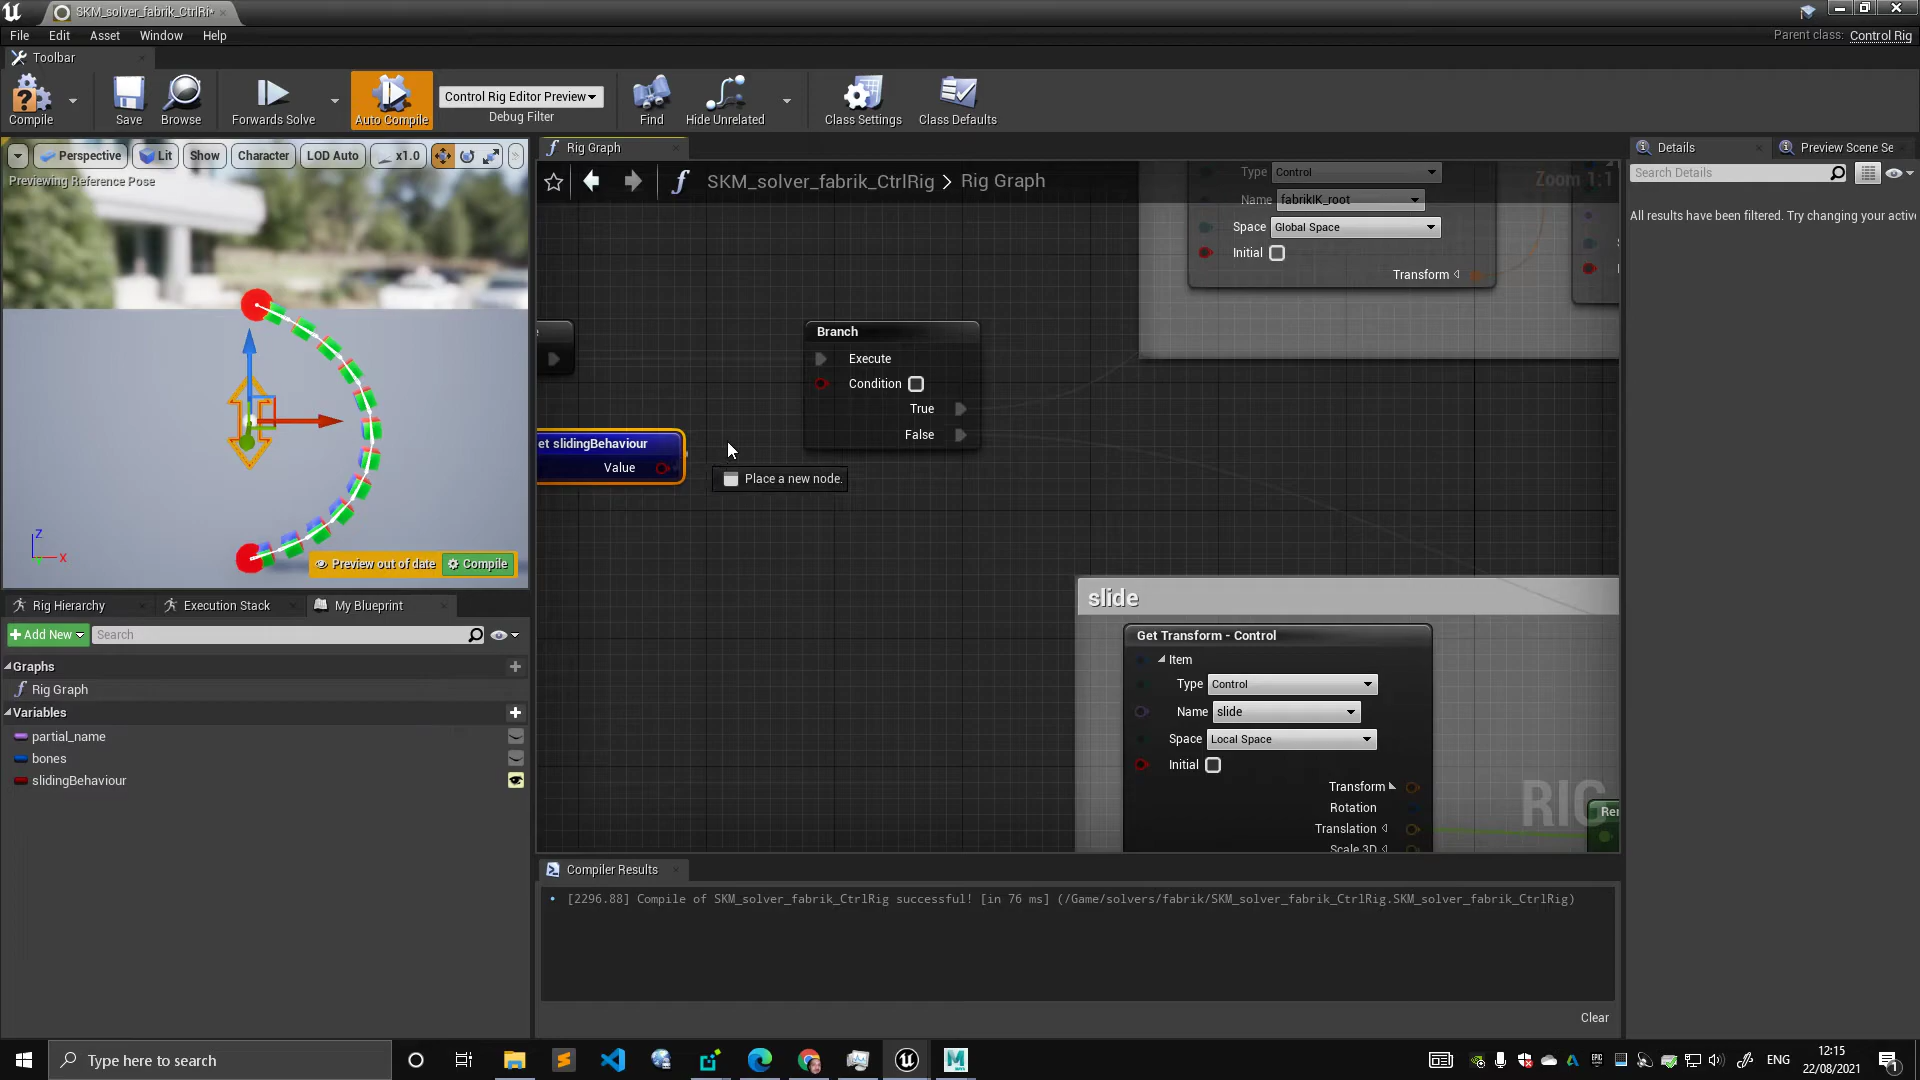 SKM_solver_fabrik_CtrlRi*
File Edit Asset Window Help
Parent class: Control Rig
Toolbar
Compile
Save
Browse
Forwards Solve
Auto Compile
Control Rig Editor Preview
Debug Filter
Find
Hide Unrelated
Class Settings
Class Defaults
Perspective
Lit
Show
Character
LOD Auto
x1.0
Previewing Reference Pose
Z
X
Preview out of date
Compile
Rig Graph
SKM_solver_fabrik_CtrlRig > Rig Graph
Zoom 1:1
Type Control
Name fabrikIK_root
Space Global Space
Initial
Transform
Branch
Execute
Condition
True
False
et slidingBehaviour
Value
Place a new node.
slide
Get Transform - Control
Item
Type Control
Name slide
Space Local Space
Initial
Transform
Rotation
Translation
Scale 3D
RIG
Details
Preview Scene Se
Search Details
All results have been filtered. Try changing your active
Rig Hierarchy
Execution Stack
My Blueprint
Add New
Search
Graphs
Rig Graph
Variables
partial_name
bones
slidingBehaviour
Compiler Results
[2296.88] Compile of SKM_solver_fabrik_CtrlRig successful! [in 76 ms] (/Game/solvers/fabrik/SKM_solver_fabrik_CtrlRig.SKM_solver_fabrik_CtrlRig)
Clear
Type here to search
ENG
12:15
22/08/2021